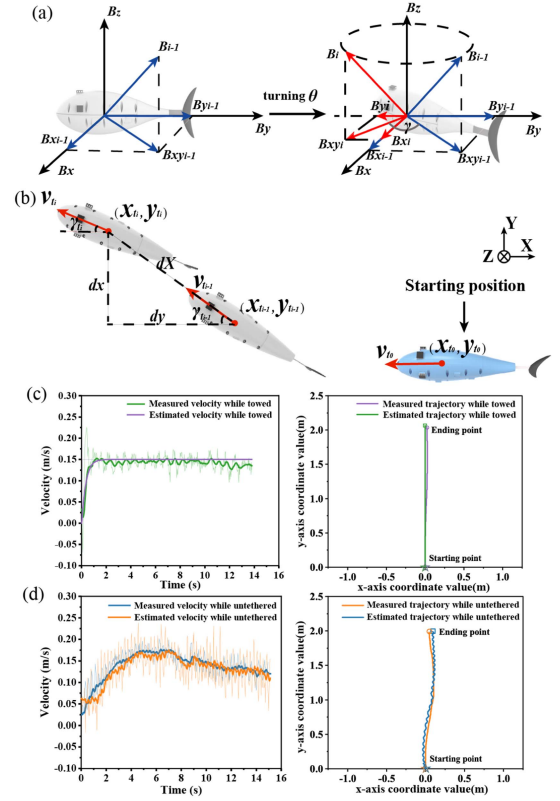 (a)
Bz
Bi-1
Byi-1
By
Bxi-1
Bx
Bxyi-1
turning θ
Bz
Bi
Bi-1
Byi
Byi-1
By
γ
Bxyi
Bxi
Bxi-1
Bx
Bxyi-1
(b)
vti
(xti, yti)
γti
dX
dx
vti-1
(xti-1, yti-1)
γti-1
dy
Y
Z X
Starting position
vt0
(xt0, yt0)
(c)
Measured velocity while towed
Estimated velocity while towed
Velocity (m/s)
0.30
0.25
0.20
0.15
0.10
0.05
0.00
-0.05
-0.10
0 2 4 6 8 10 12 14 16
Time (s)
Measured trajectory while towed
Estimated trajectory while towed
Ending point
Starting point
y-axis coordinate value(m)
2.5
2.0
1.5
1.0
0.5
0.0
-1.0 -0.5 0.0 0.5 1.0
x-axis coordinate value(m)
(d)
Measured velocity while untethered
Estimated velocity while untethered
Velocity (m/s)
0.30
0.25
0.20
0.15
0.10
0.05
0.00
-0.05
-0.10
0 2 4 6 8 10 12 14 16
Time (s)
Measured trajectory while untethered
Estimated trajectory while untethered
Ending point
Starting point
y-axis coordinate value(m)
2.5
2.0
1.5
1.0
0.5
0.0
-1.0 -0.5 0.0 0.5 1.0
x-axis coordinate value(m)